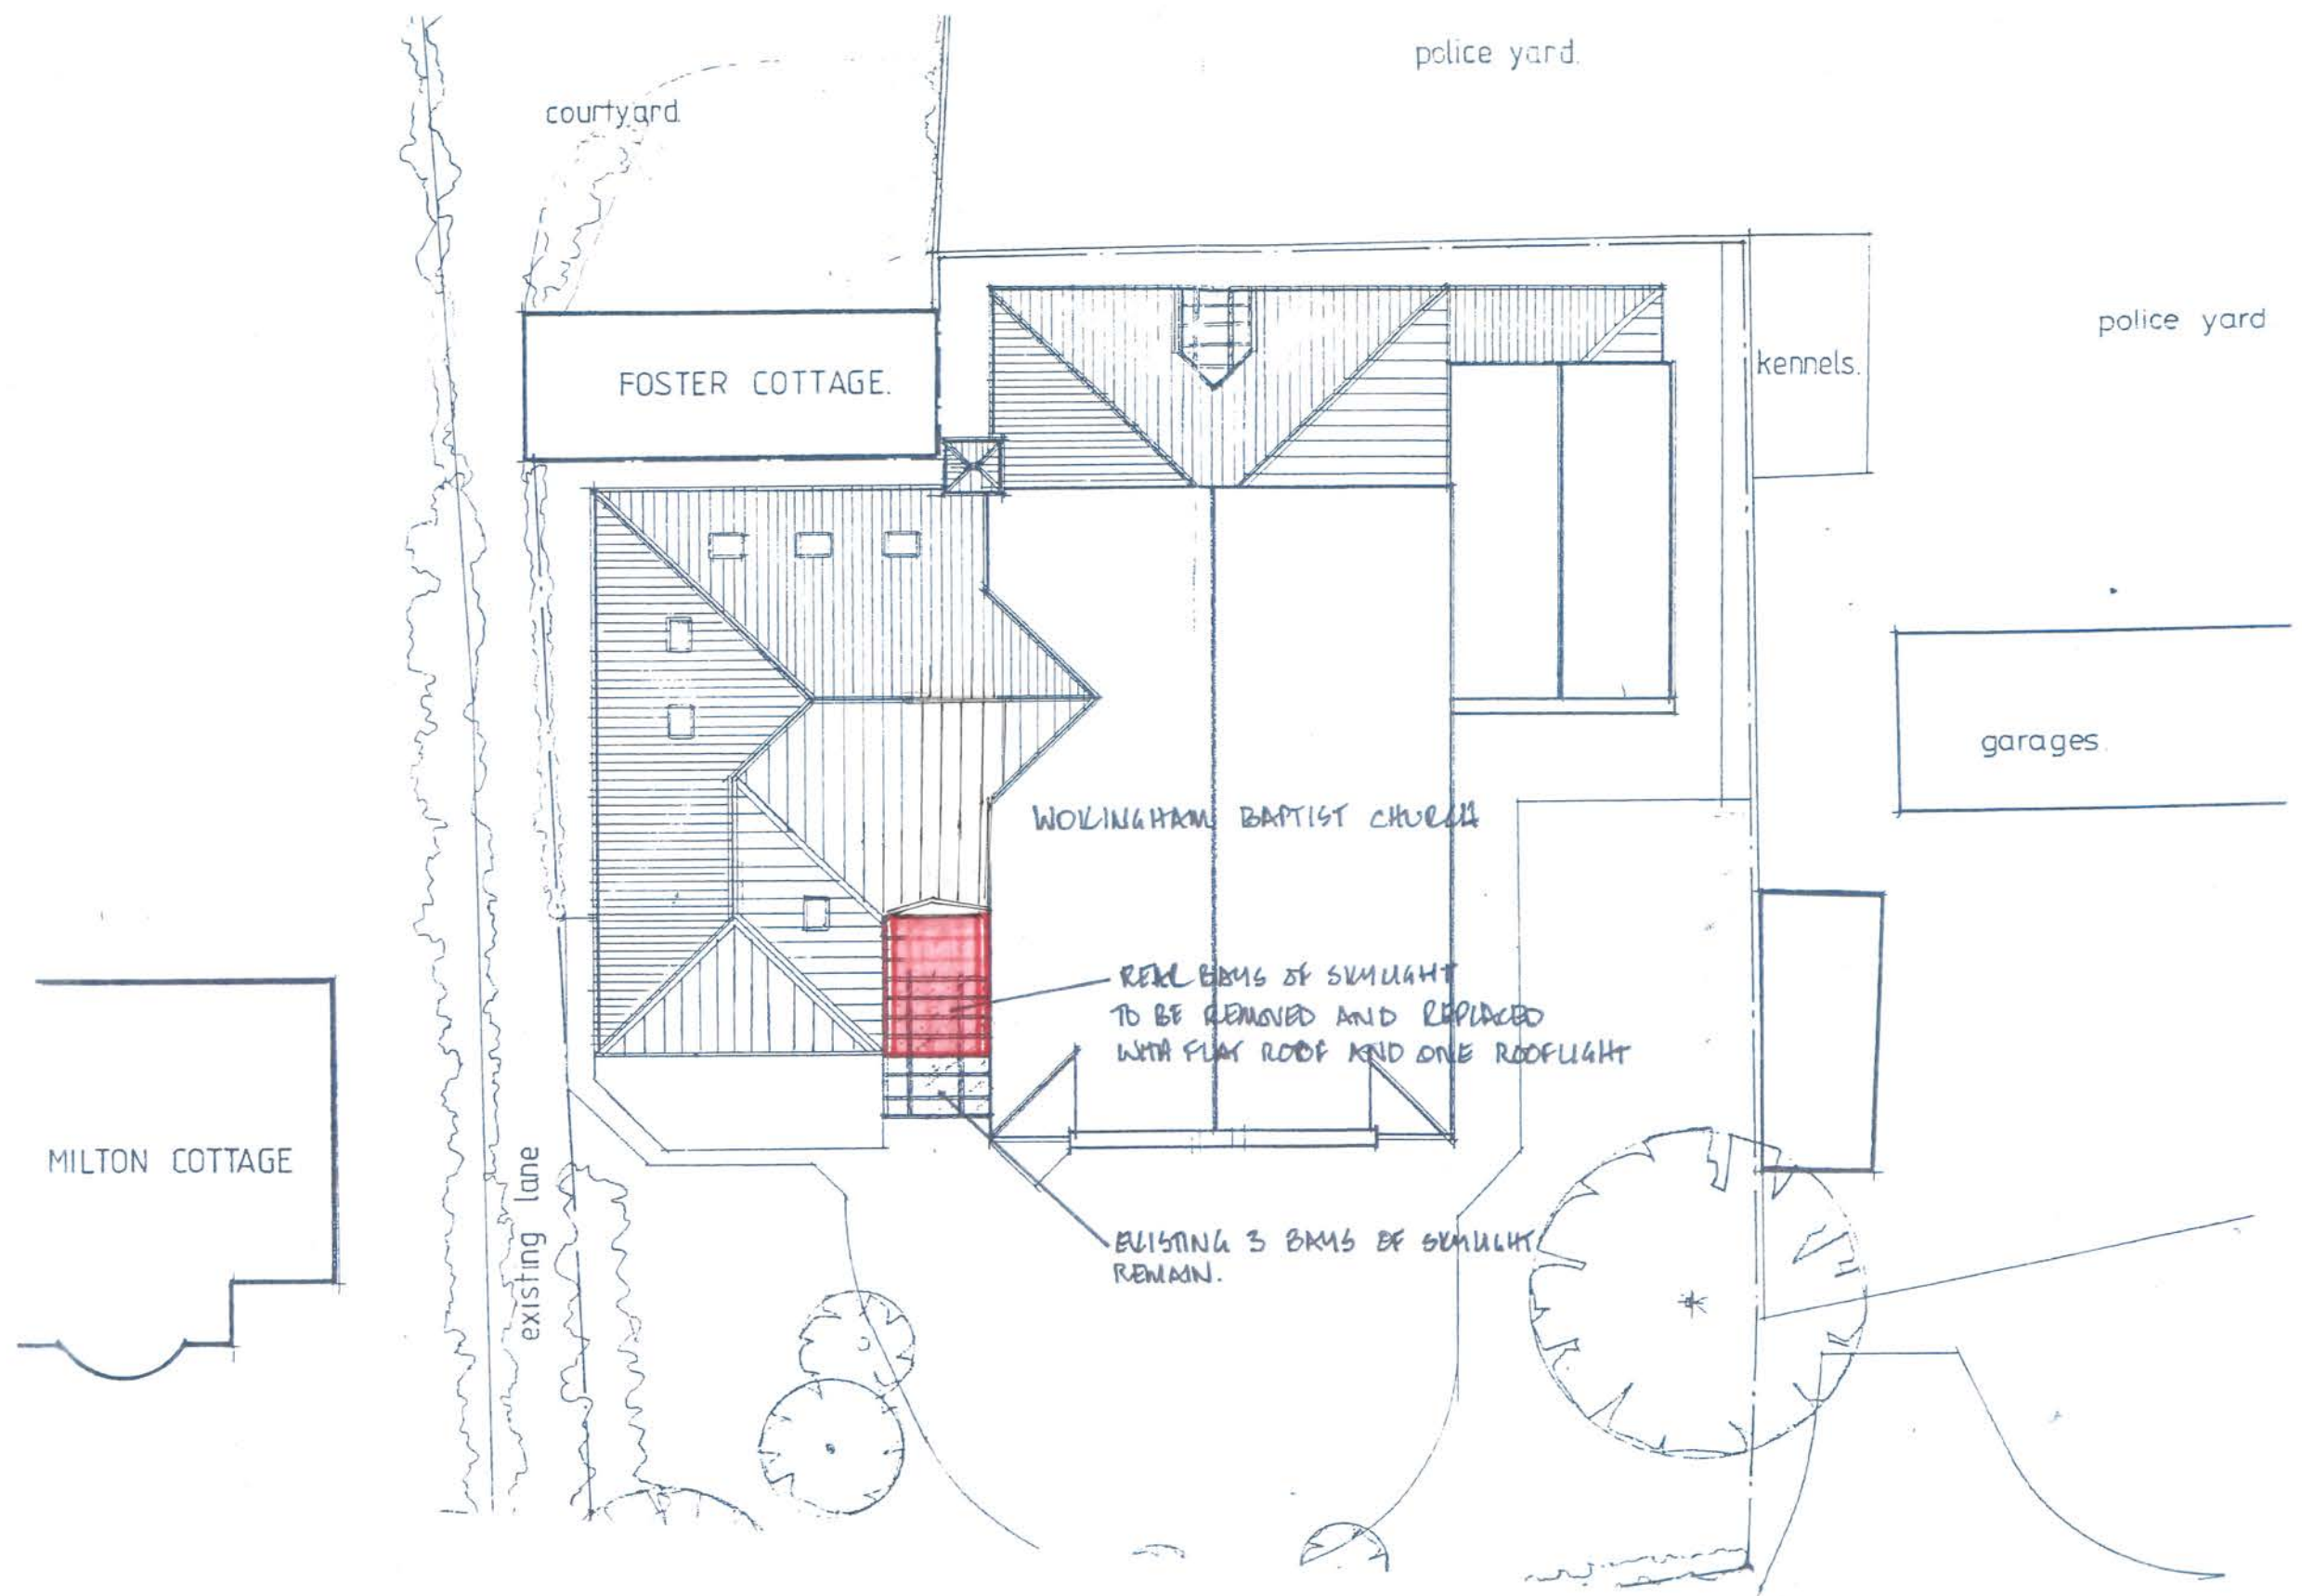 police yard.
courtyard.
FOSTER COTTAGE.
kennels.
police yard
garages.
WOKINGHAM BAPTIST CHURCH
REAR BAYS OF SKYLIGHT
TO BE REMOVED AND REPLACED
WITH FLAT ROOF AND ONE ROOFLIGHT
MILTON COTTAGE
existing lane
EXISTING 3 BAYS OF SKYLIGHT
REMAIN.